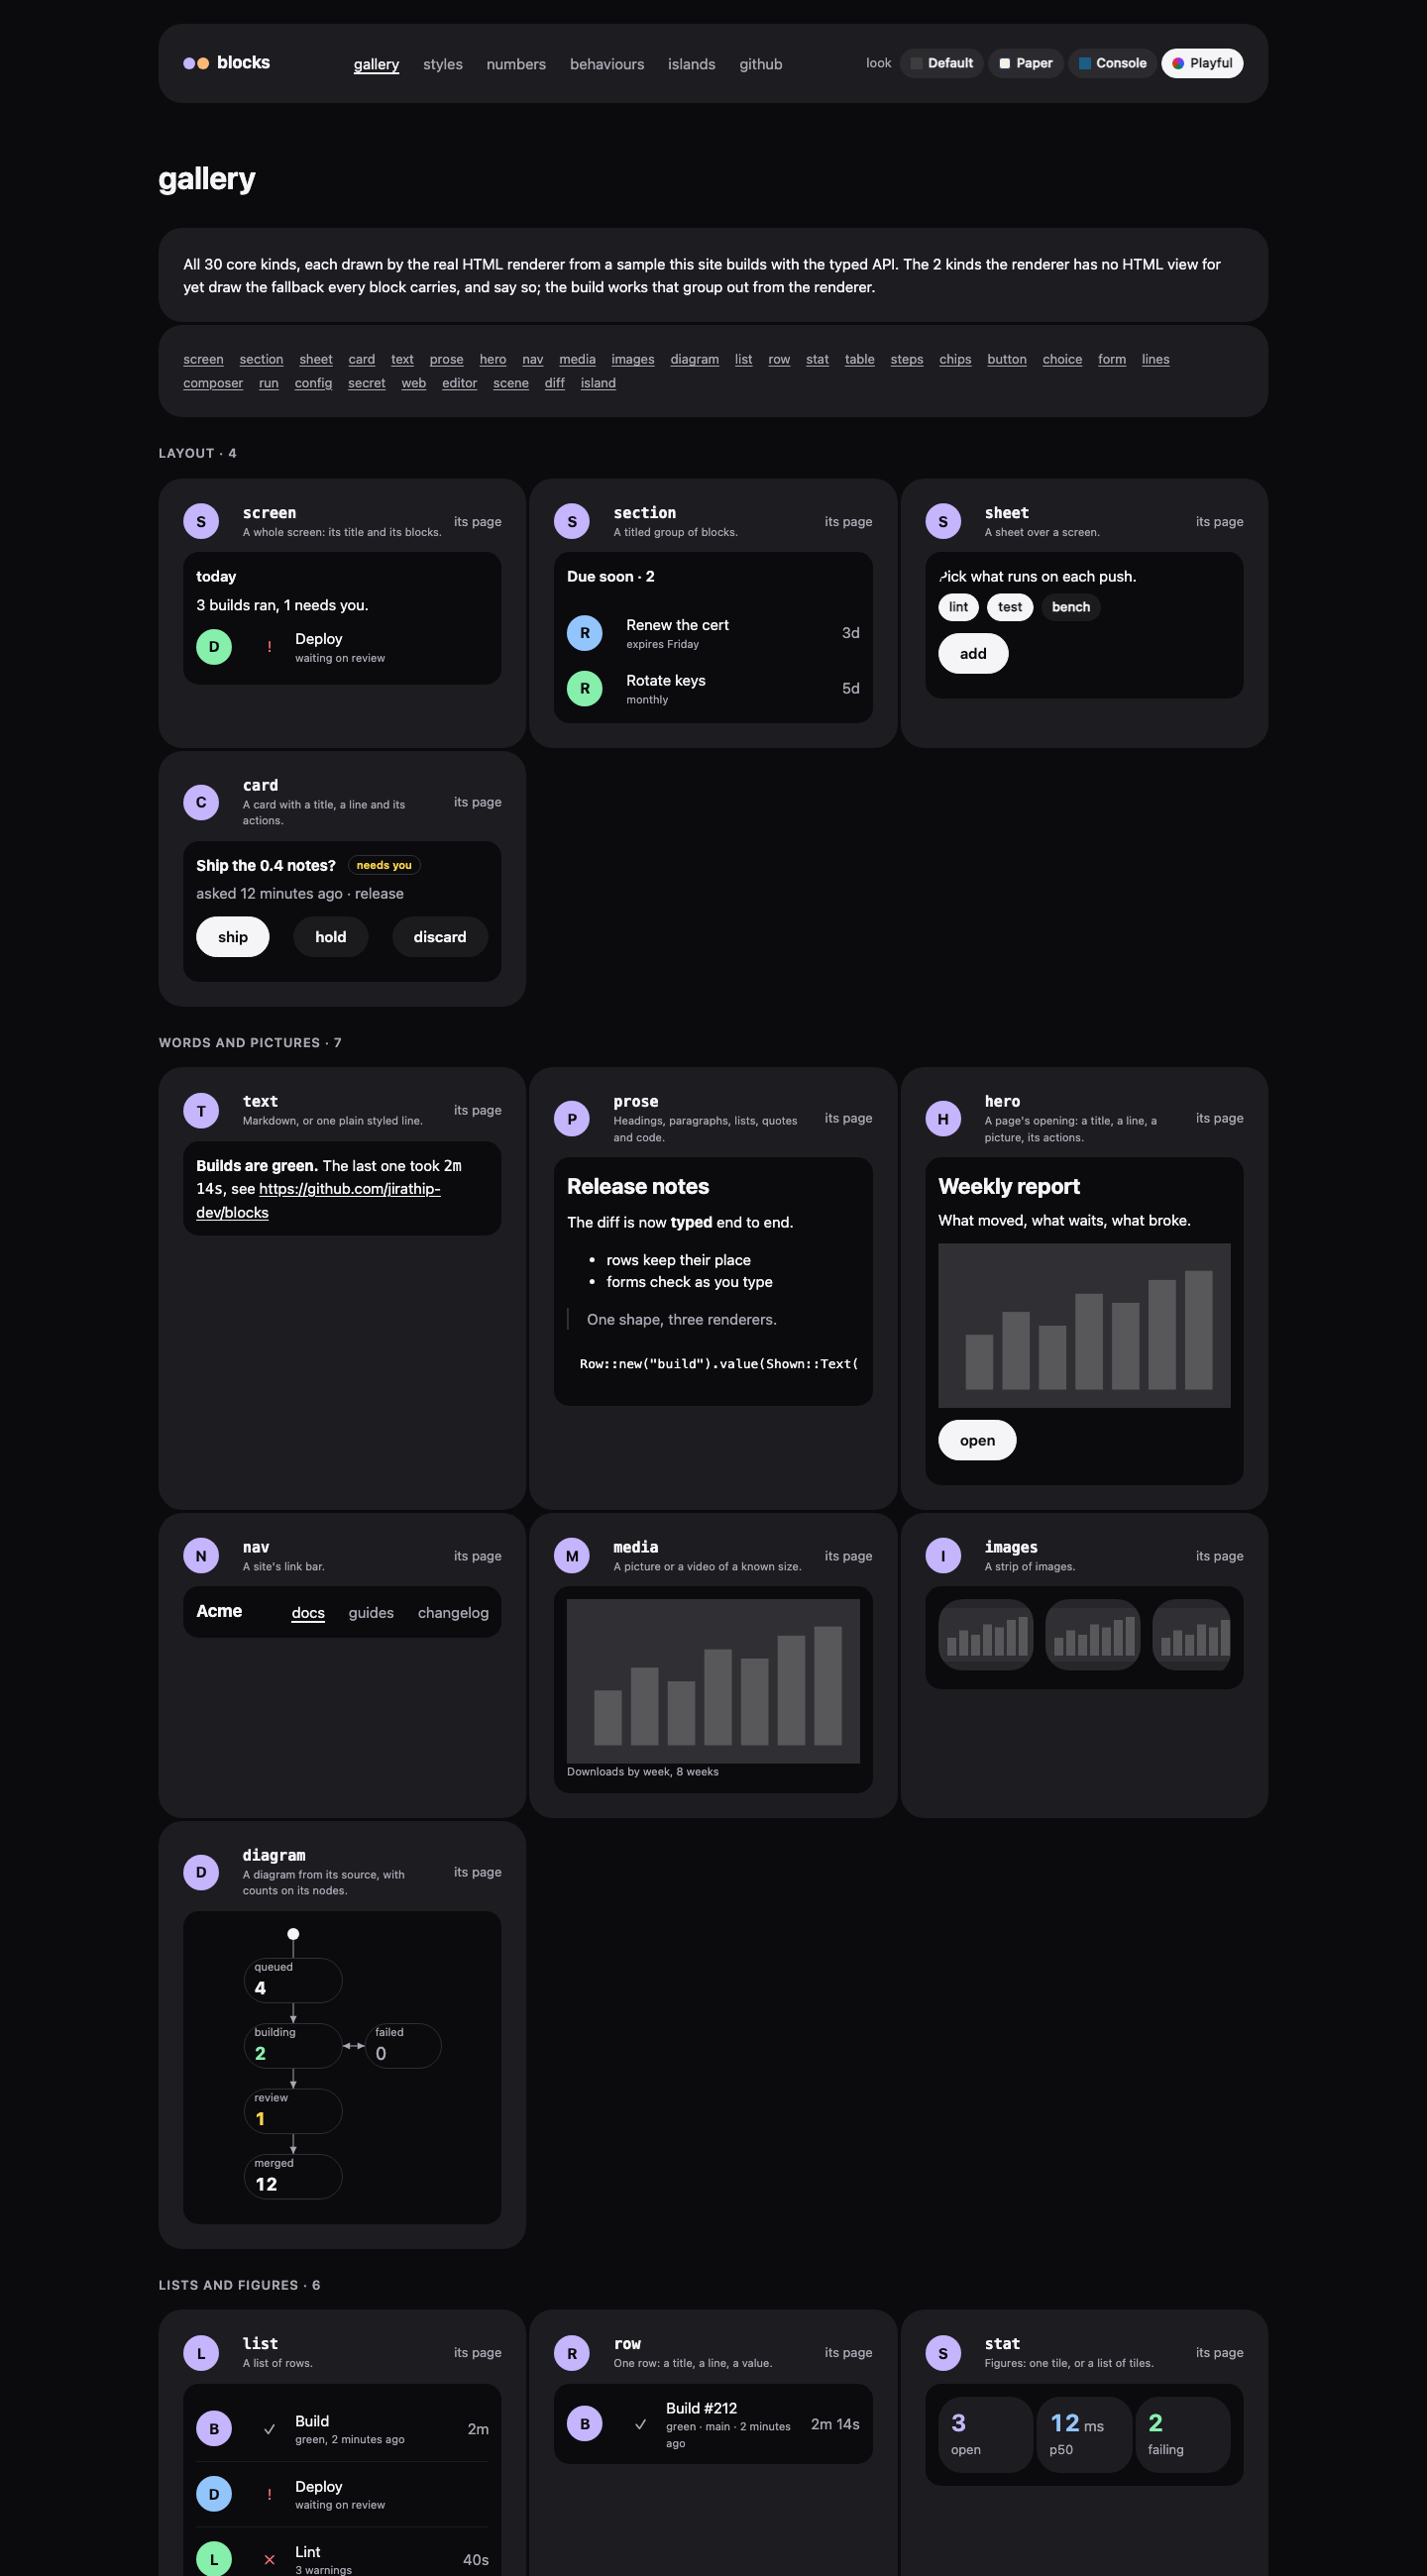 blocks
gallery styles numbers behaviours islands github
look Default Paper Console Playful
gallery
All 30 core kinds, each drawn by the real HTML renderer from a sample this site builds with the typed API. The 2 kinds the renderer has no HTML view for
yet draw the fallback every block carries, and say so; the build works that group out from the renderer.
screen section sheet card text prose hero nav media images diagram list row stat table steps chips button choice form lines
composer run config secret web editor scene diff island
LAYOUT · 4
S
screen
A whole screen: its title and its blocks.
its page
today
3 builds ran, 1 needs you.
D
!
Deploy
waiting on review
S
section
A titled group of blocks.
its page
Due soon · 2
R
Renew the cert
expires Friday
3d
R
Rotate keys
monthly
5d
S
sheet
A sheet over a screen.
its page
ick what runs on each push.
lint test bench
add
C
card
A card with a title, a line and its
actions.
its page
Ship the 0.4 notes? needs you
asked 12 minutes ago · release
ship hold discard
WORDS AND PICTURES · 7
T
text
Markdown, or one plain styled line.
its page
Builds are green. The last one took 2m
14s, see https://github.com/jirathip-
dev/blocks
P
prose
Headings, paragraphs, lists, quotes
and code.
its page
Release notes
The diff is now typed end to end.
• rows keep their place
• forms check as you type
One shape, three renderers.
Row::new("build").value(Shown::Text(
H
hero
A page's opening: a title, a line, a
picture, its actions.
its page
Weekly report
What moved, what waits, what broke.
open
N
nav
A site's link bar.
its page
Acme docs guides changelog
M
media
A picture or a video of a known size.
its page
Downloads by week, 8 weeks
I
images
A strip of images.
its page
D
diagram
A diagram from its source, with
counts on its nodes.
its page
queued
4
building
2
failed
0
review
1
merged
12
LISTS AND FIGURES · 6
L
list
A list of rows.
its page
B
Build
green, 2 minutes ago
2m
D
!
Deploy
waiting on review
L
Lint
3 warnings
40s
R
row
One row: a title, a line, a value.
its page
B
Build #212
green · main · 2 minutes
ago
2m 14s
S
stat
Figures: one tile, or a list of tiles.
its page
3
open
12 ms
p50
2
failing